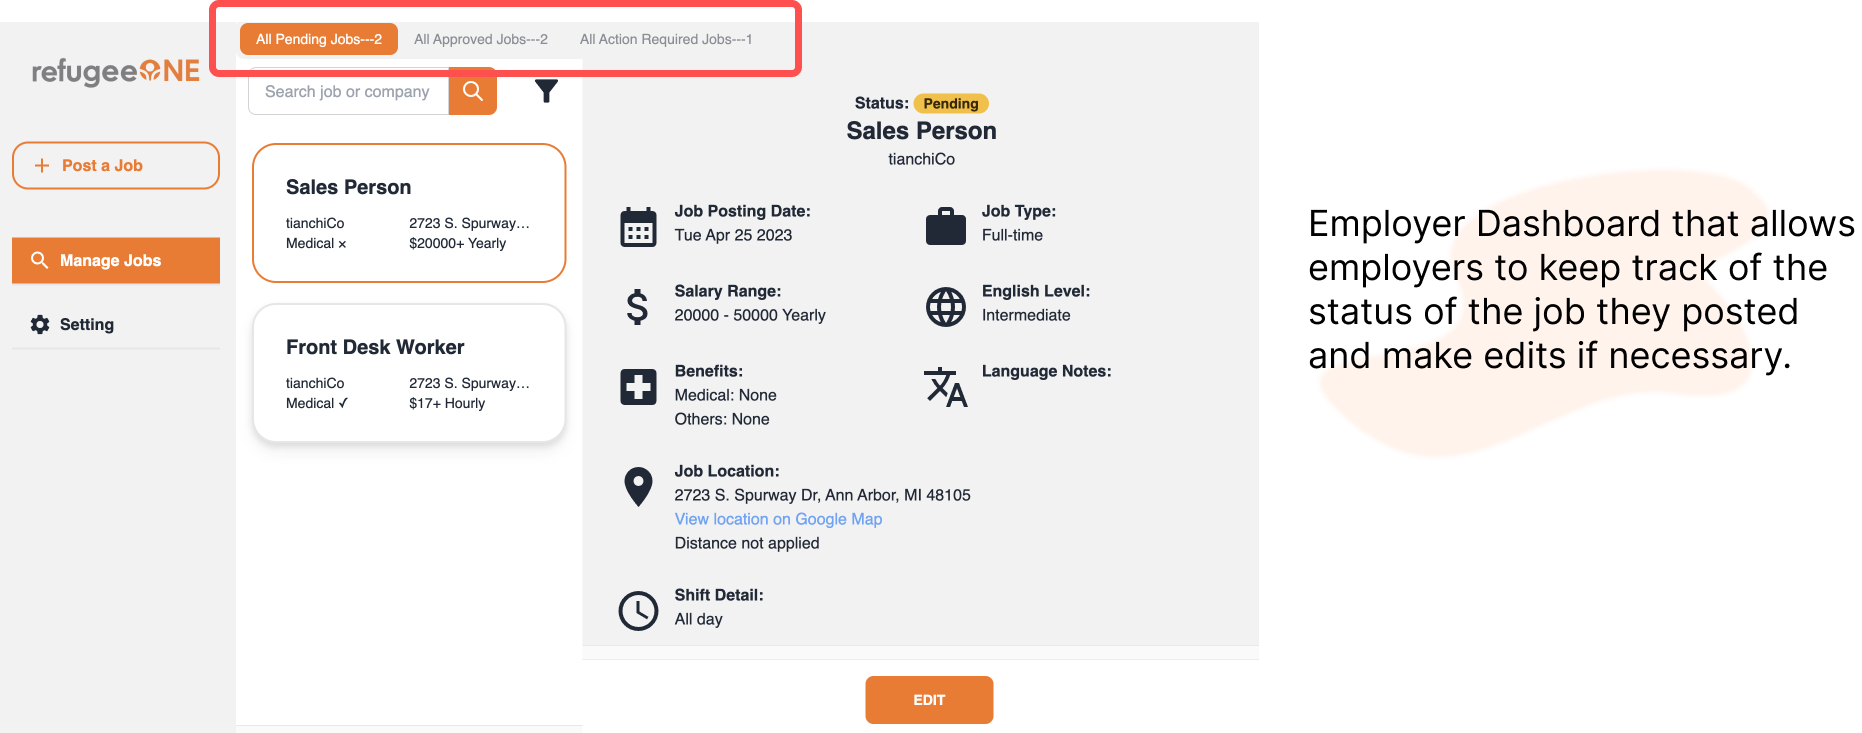 refugeeONE
Post a Job
Manage Jobs
Setting
All Pending Jobs---2
All Approved Jobs---2
All Action Required Jobs---1
Search job or company
Sales Person
tianchiCo
2723 S. Spurway...
Medical ×
$20000+ Yearly
Front Desk Worker
tianchiCo
2723 S. Spurway...
Medical ✓
$17+ Hourly
Status: Pending
Sales Person
tianchiCo
Job Posting Date:
Tue Apr 25 2023
Job Type:
Full-time
Salary Range:
20000 - 50000 Yearly
English Level:
Intermediate
Benefits:
Medical: None
Others: None
Language Notes:
Job Location:
2723 S. Spurway Dr, Ann Arbor, MI 48105
View location on Google Map
Distance not applied
Shift Detail:
All day
EDIT
Employer Dashboard that allows
employers to keep track of the
status of the job they posted
and make edits if necessary.